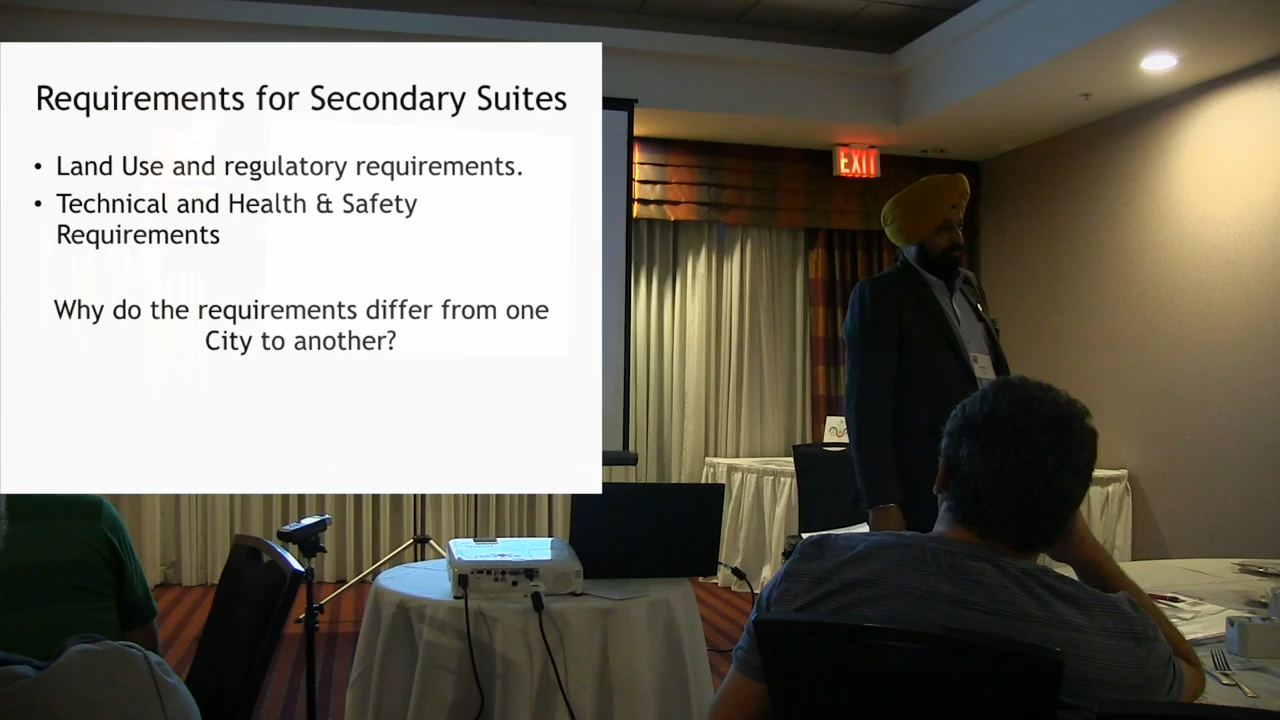 Requirements for Secondary Suites
• Land Use and regulatory requirements.
• Technical and Health & Safety
Requirements
Why do the requirements differ from one
City to another?
EXIT